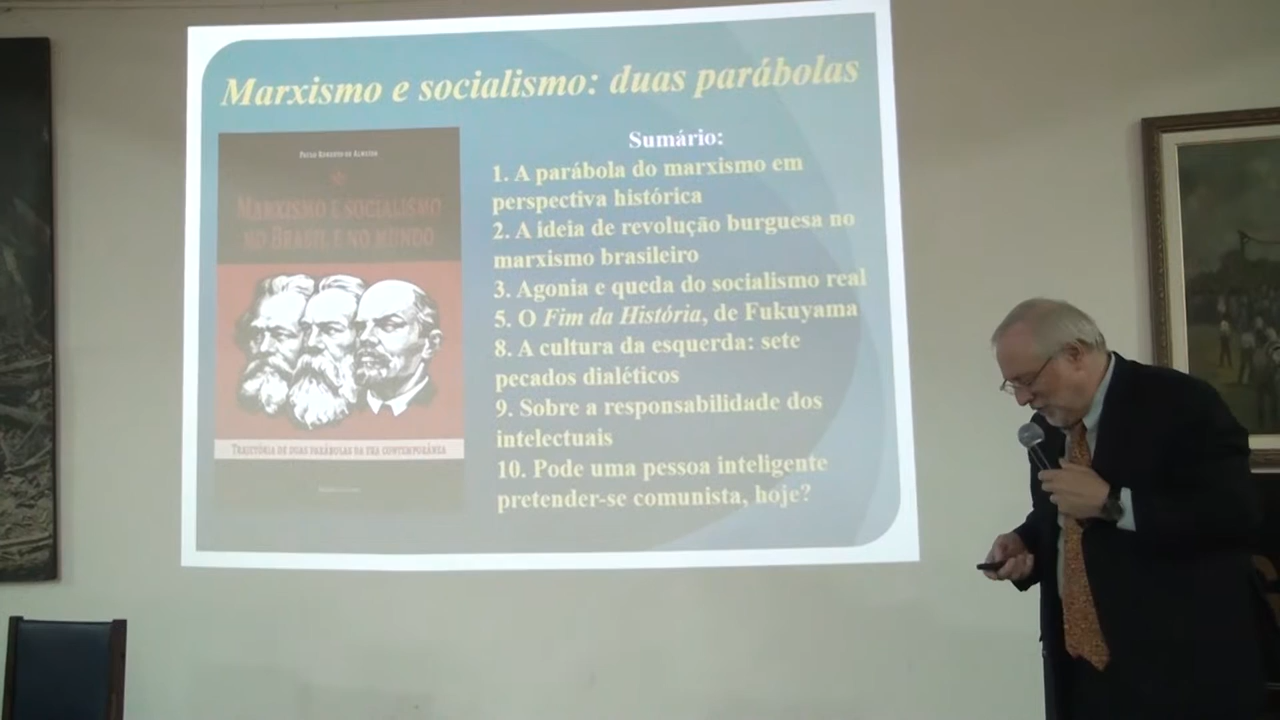 Marxismo e socialismo: duas parábolas
PAULO ROBERTO DE ALMEIDA
MARXISMO E SOCIALISMO
NO BRASIL E NO MUNDO
TRAJETÓRIA DE DUAS PARÁBOLAS DA ERA CONTEMPORÂNEA
Sumário:
1. A parábola do marxismo em
perspectiva histórica
2. A ideia de revolução burguesa no
marxismo brasileiro
3. Agonia e queda do socialismo real
5. O Fim da História, de Fukuyama
8. A cultura da esquerda: sete
pecados dialéticos
9. Sobre a responsabilidade dos
intelectuais
10. Pode uma pessoa inteligente
pretender-se comunista, hoje?